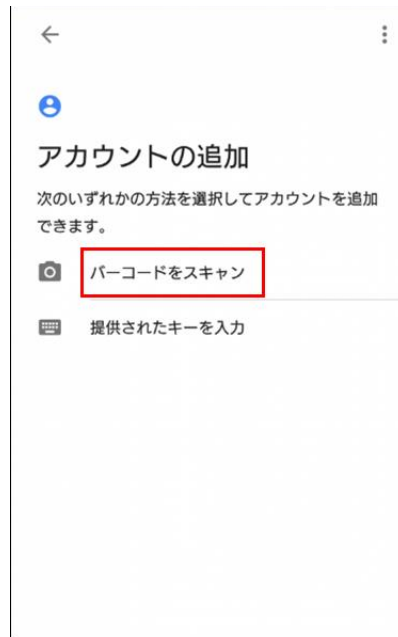 アカウントの追加
次のいずれかの方法を選択してアカウントを追加
できます。
バーコードをスキャン
提供されたキーを入力